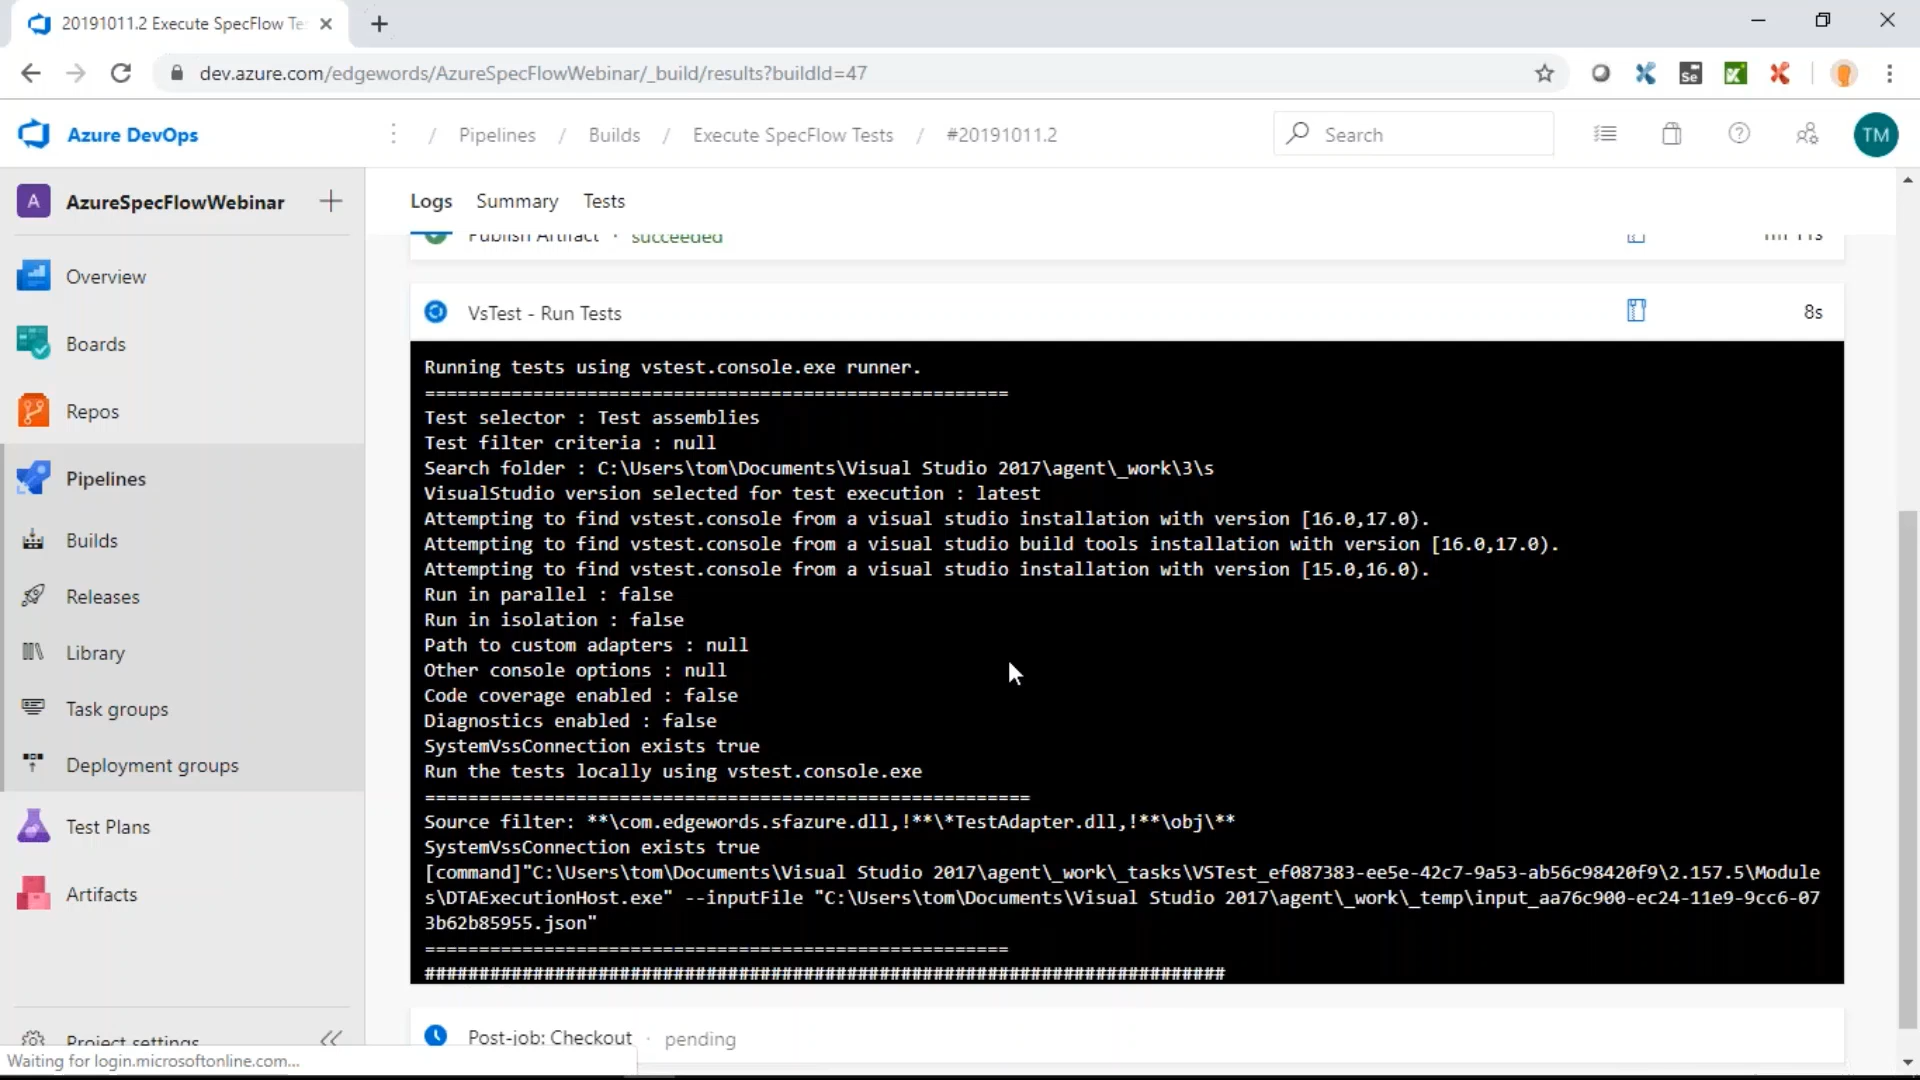 20191011.2 Execute SpecFlow Te
dev.azure.com/edgewords/AzureSpecFlowWebinar/_build/results?buildId=47
Se
Azure DevOps
/ Pipelines / Builds / Execute SpecFlow Tests / #20191011.2
Search
TM
A
AzureSpecFlowWebinar
Overview
Boards
Repos
Pipelines
Builds
Releases
Library
Task groups
Deployment groups
Test Plans
Artifacts
Project settings
Waiting for login.microsoftonline.com...
Logs Summary Tests
Publish Artifact · succeeded
VsTest - Run Tests
8s
Running tests using vstest.console.exe runner.
======================================================
Test selector : Test assemblies
Test filter criteria : null
Search folder : C:\Users\tom\Documents\Visual Studio 2017\agent\_work\3\s
VisualStudio version selected for test execution : latest
Attempting to find vstest.console from a visual studio installation with version [16.0,17.0).
Attempting to find vstest.console from a visual studio build tools installation with version [16.0,17.0).
Attempting to find vstest.console from a visual studio installation with version [15.0,16.0).
Run in parallel : false
Run in isolation : false
Path to custom adapters : null
Other console options : null
Code coverage enabled : false
Diagnostics enabled : false
SystemVssConnection exists true
Run the tests locally using vstest.console.exe
========================================================
Source filter: **\com.edgewords.sfazure.dll,!**\*TestAdapter.dll,!**\obj\**
SystemVssConnection exists true
[command]"C:\Users\tom\Documents\Visual Studio 2017\agent\_work\_tasks\VSTest_ef087383-ee5e-42c7-9a53-ab56c98420f9\2.157.5\Module
s\DTAExecutionHost.exe" --inputFile "C:\Users\tom\Documents\Visual Studio 2017\agent\_work\_temp\input_aa76c900-ec24-11e9-9cc6-07
3b62b85955.json"
======================================================
##########################################################################
Post-job: Checkout · pending